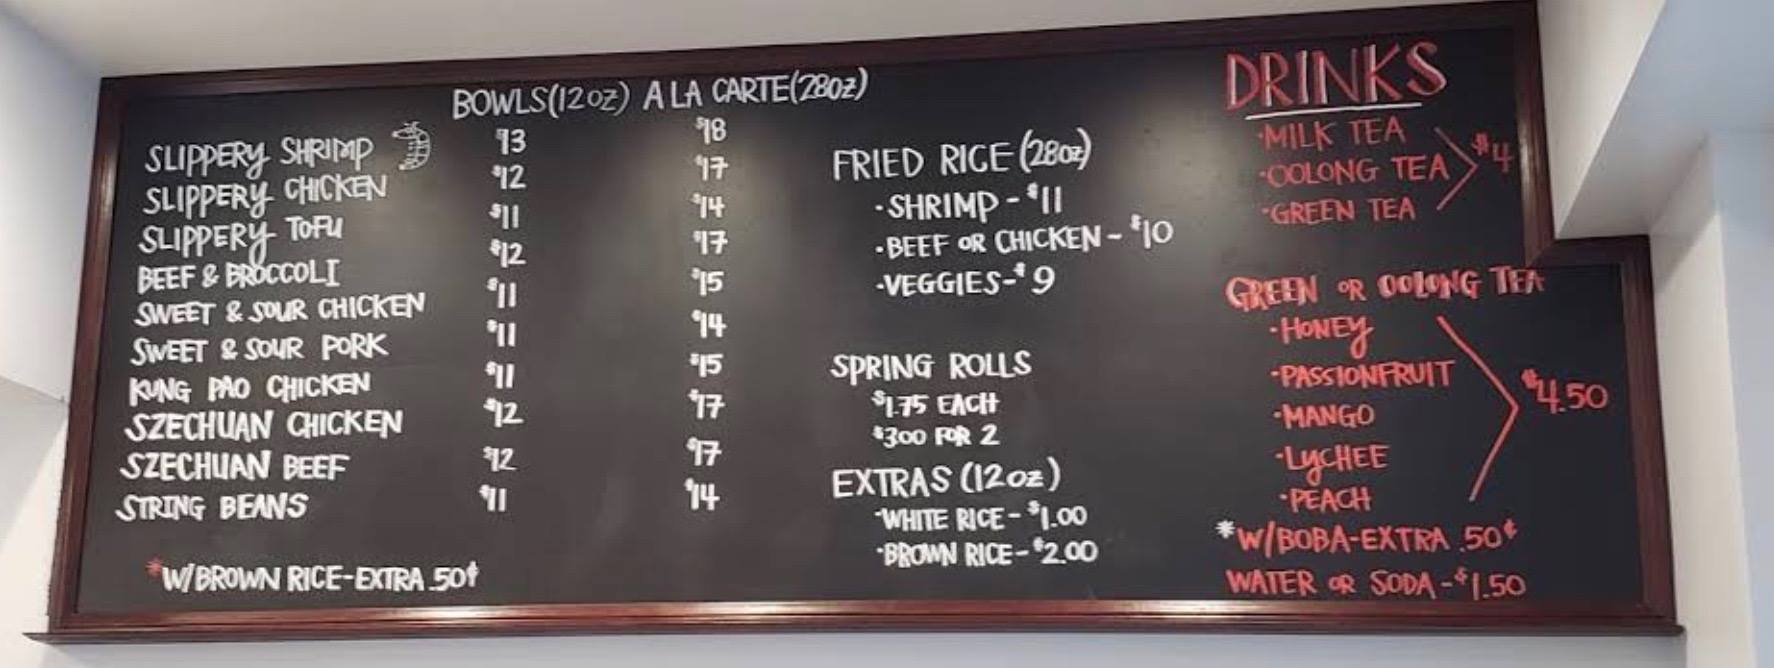 BOWLS(12oz) A LA CARTE(28oz)
SLIPPERY SHRIMP $13 $18
SLIPPERY CHICKEN $12 $17
SLIPPERY TOFU $11 $14
BEEF & BROCCOLI $12 $17
SWEET & SOUR CHICKEN $11 $15
SWEET & SOUR PORK $11 $14
KUNG PAO CHICKEN $11 $15
SZECHUAN CHICKEN $12 $17
SZECHUAN BEEF $12 $17
STRING BEANS $11 $14
*W/BROWN RICE-EXTRA .50¢
FRIED RICE (28oz)
·SHRIMP-$11
·BEEF OR CHICKEN-$10
·VEGGIES-$9
SPRING ROLLS
$1.75 EACH
$300 FOR 2
EXTRAS (12oz)
·WHITE RICE-$1.00
·BROWN RICE-$2.00
DRINKS
·MILK TEA
·OOLONG TEA $4
·GREEN TEA
GREEN OR OOLONG TEA
·HONEY
·PASSIONFRUIT $4.50
·MANGO
·LYCHEE
·PEACH
*W/BOBA-EXTRA .50¢
WATER OR SODA-$1.50